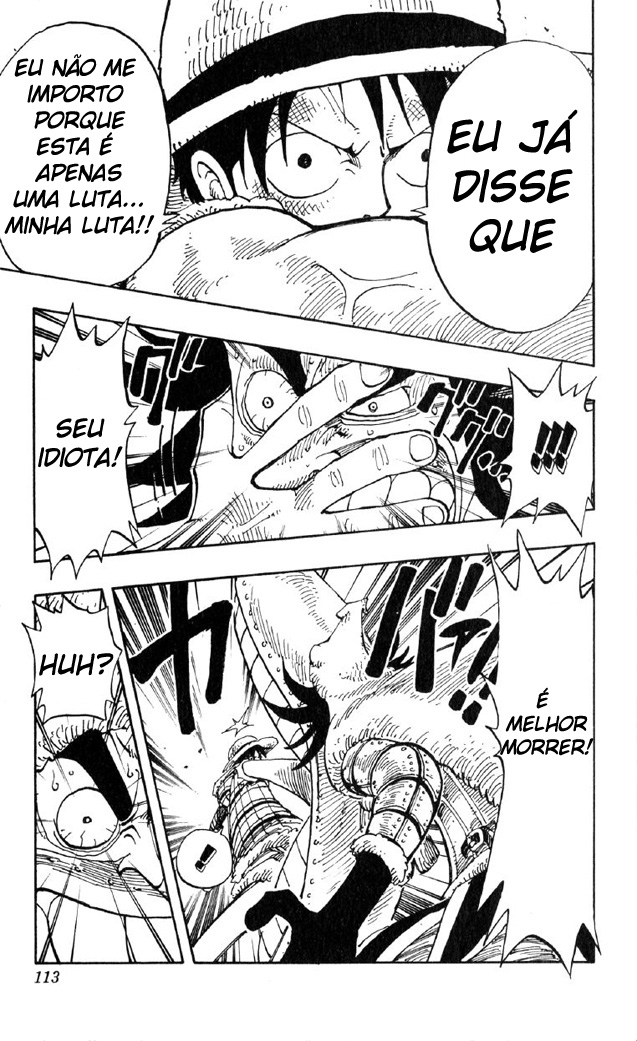 EU JÁ
DISSE
QUE
EU NÃO ME
IMPORTO
PORQUE
ESTA É
APENAS
UMA LUTA...
MINHA LUTA!!
!!!
SEU
IDIOTA!
É
MELHOR
MORRER!
!
HUH?
113